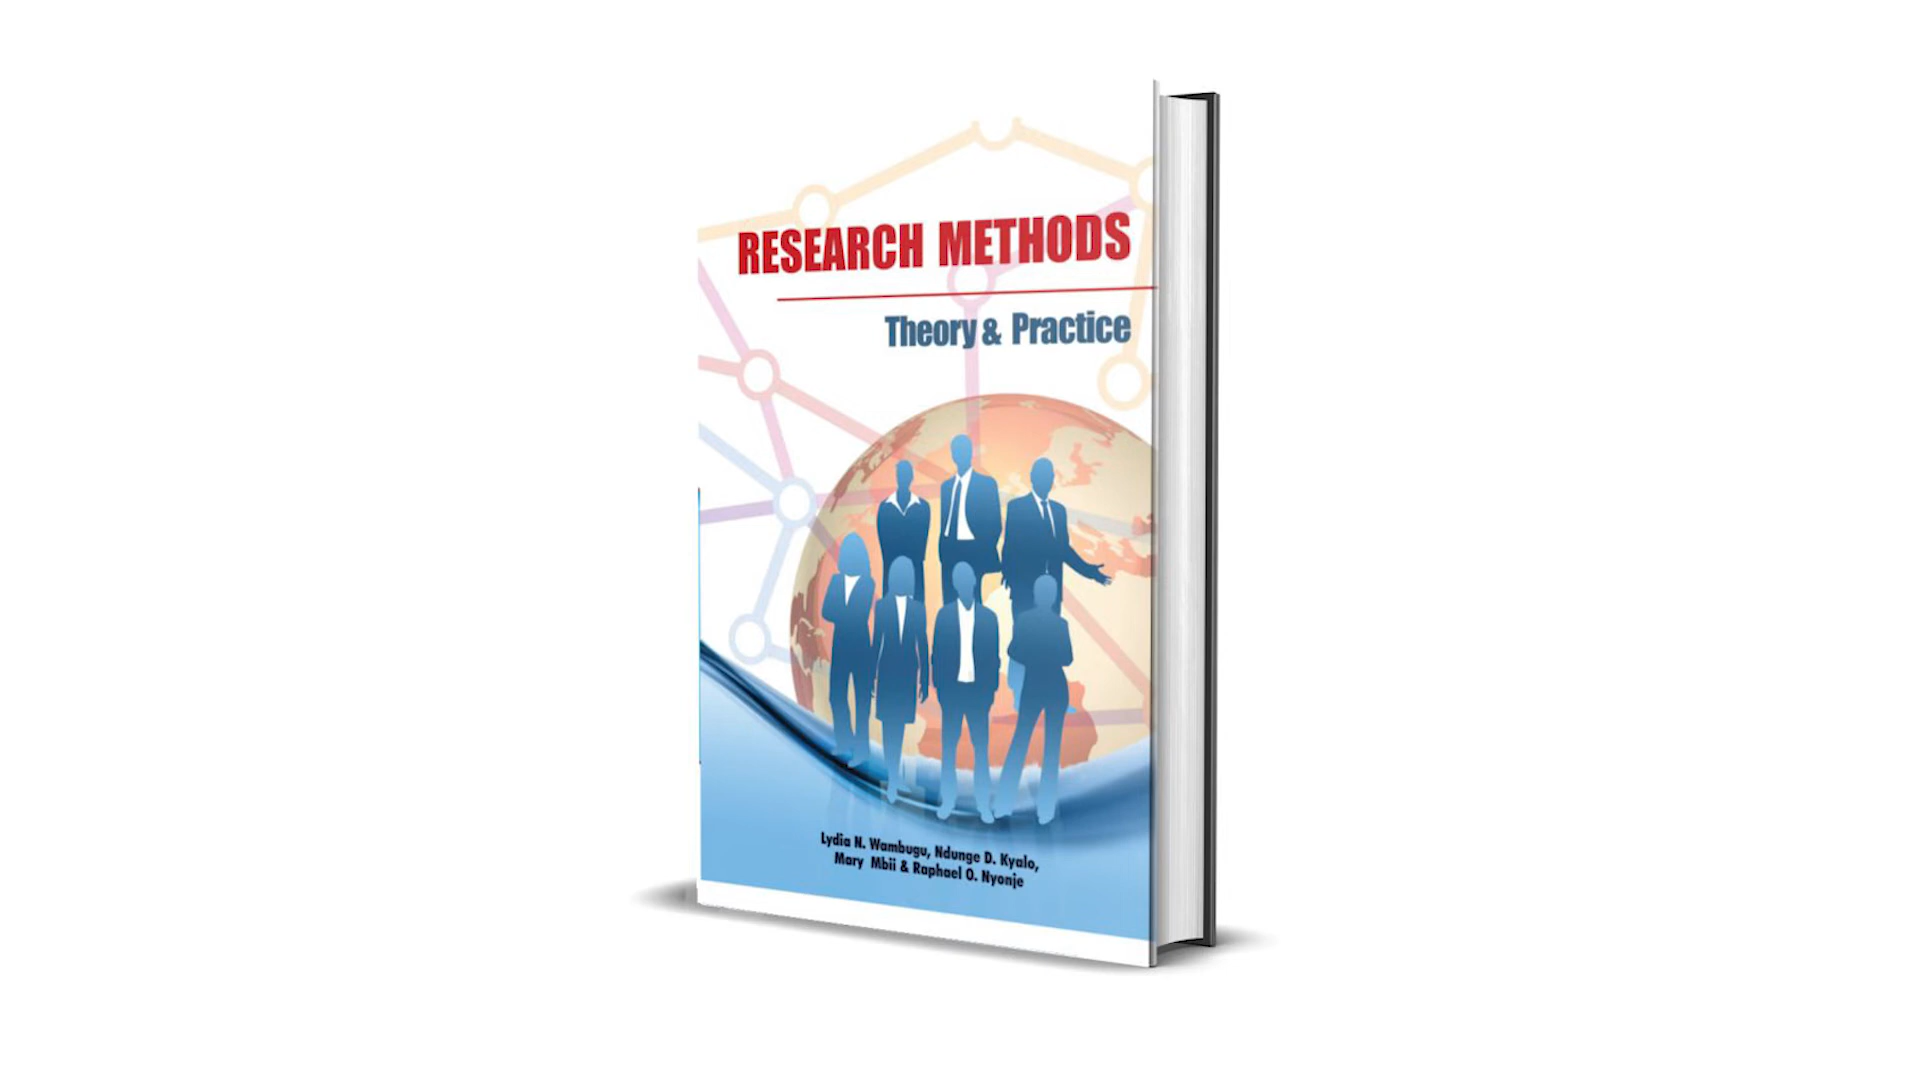 RESEARCH METHODS
Theory & Practice
Lydia N. Wambugu, Ndunge D. Kyalo,
Mary Mbii & Raphael O. Nyonje